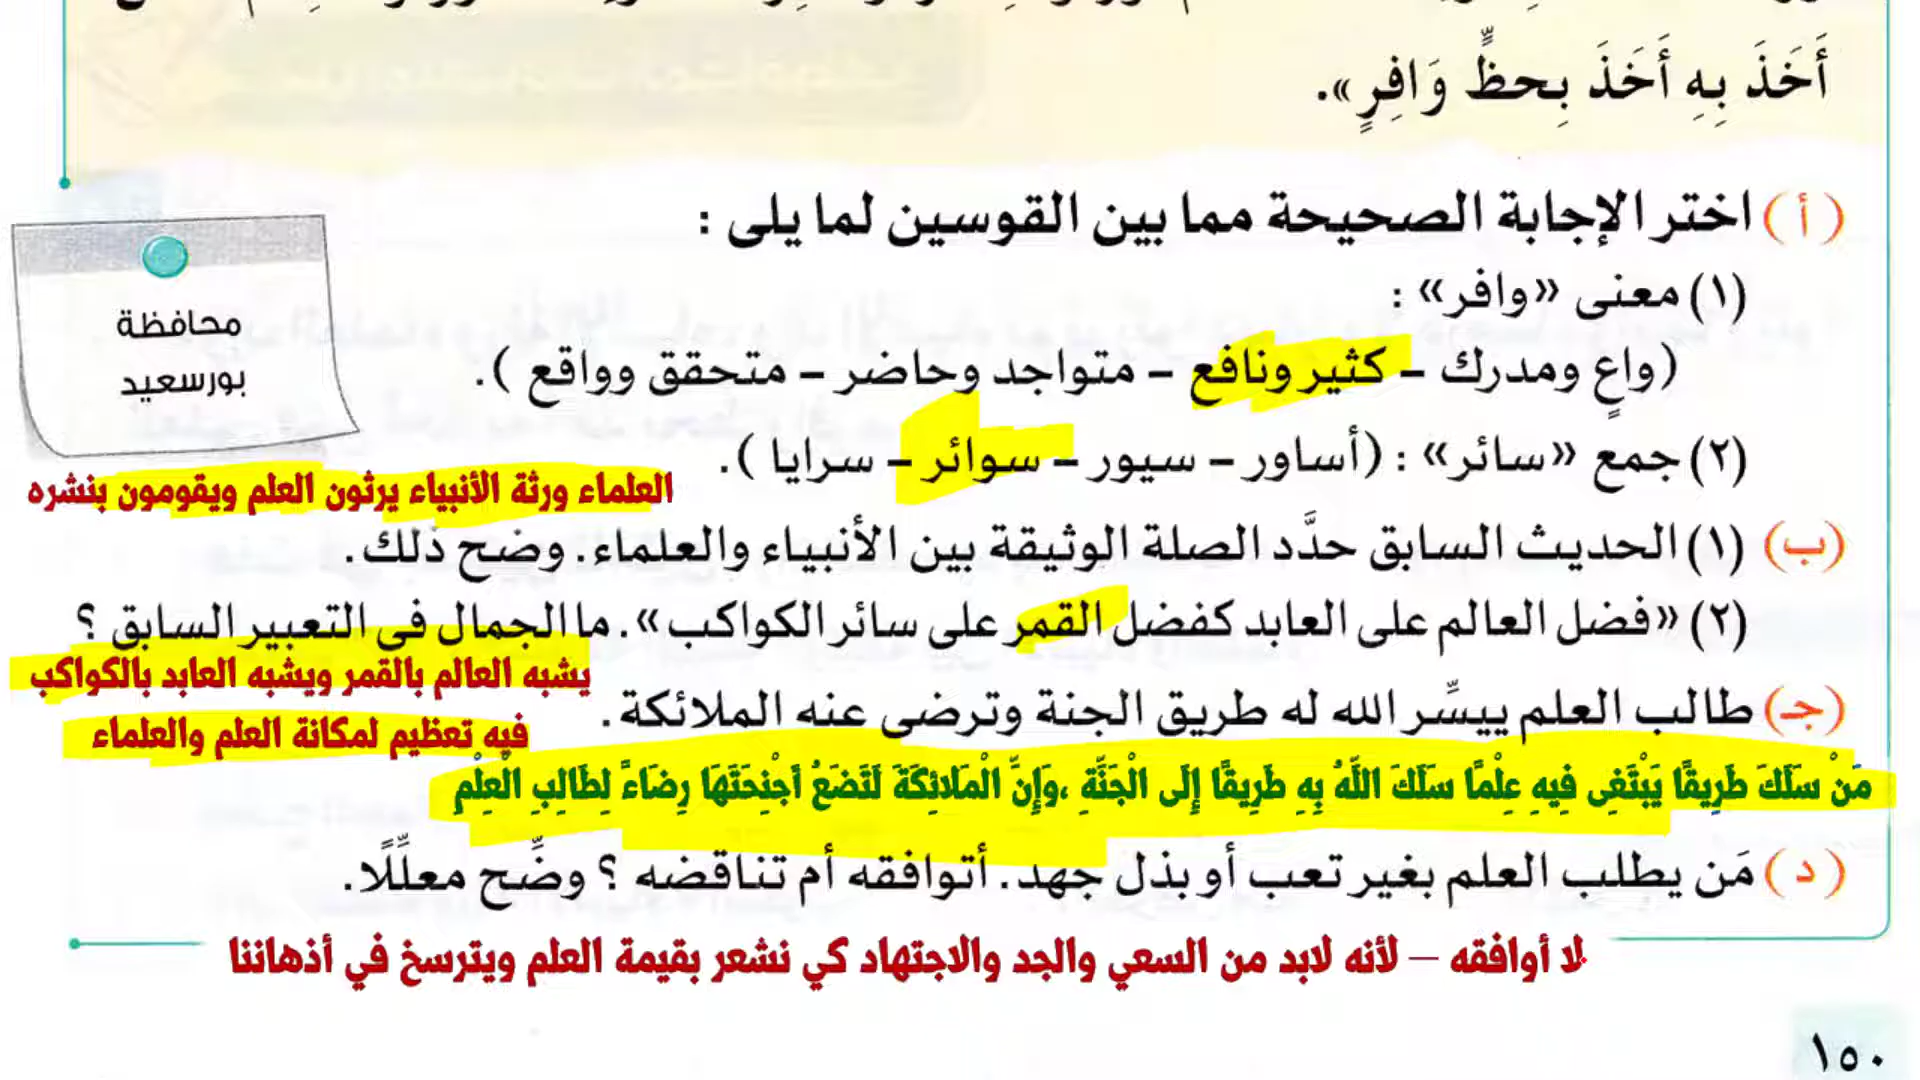 أَخَذَ بِهِ أَخَذَ بِحظٍّ وَافِرٍ».
(أ) اختر الإجابة الصحيحة مما بين القوسين لما يلى :
(١) معنى «وافر» :
(واعٍ ومدرك – كثير ونافع – متواجد وحاضر – متحقق وواقع ).
(٢) جمع «سائر» : (أساور – سيور – سوائر – سرايا ).
محافظة
بورسعيد
العلماء ورثة الأنبياء يرثون العلم ويقومون بنشره
(ب) (١) الحديث السابق حدَّد الصلة الوثيقة بين الأنبياء والعلماء. وضح ذلك.
(٢) «فضل العالم على العابد كفضل القمر على سائر الكواكب». ما الجمال فى التعبير السابق ؟
يشبه العالم بالقمر ويشبه العابد بالكواكب
(جـ) طالب العلم ييسِّر الله له طريق الجنة وترضى عنه الملائكة.
فيه تعظيم لمكانة العلم والعلماء
مَنْ سَلَكَ طَرِيقًا يَبْتَغِى فِيهِ عِلْمًا سَلَكَ اللَّهُ بِهِ طَرِيقًا إِلَى الْجَنَّةِ ،وَإِنَّ الْمَلائِكَةَ لَتَضَعُ أَجْنِحَتَهَا رِضَاءً لِطَالِبِ الْعِلْمِ
(د) مَن يطلب العلم بغير تعب أو بذل جهد. أتوافقه أم تناقضه ؟ وضِّح معلِّلًا.
لا أوافقه – لأنه لابد من السعي والجد والاجتهاد كي نشعر بقيمة العلم ويترسخ في أذهاننا
١٥٠